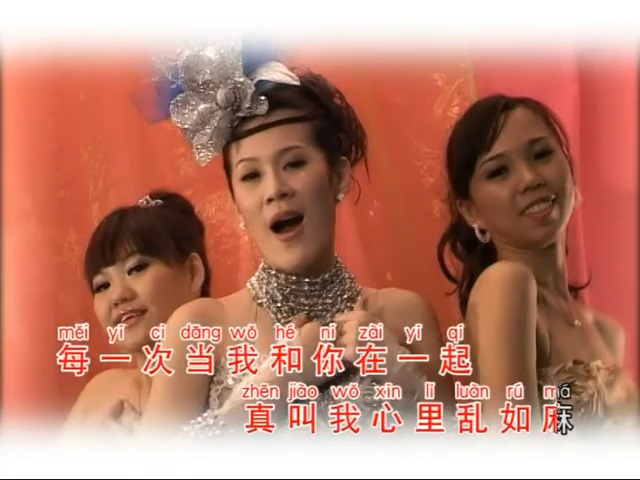 měi yī cì dāng wǒ hé nǐ zài yī qǐ
每一次当我和你在一起
zhēn jiào wǒ xīn lǐ luàn rú má
真叫我心里乱如麻